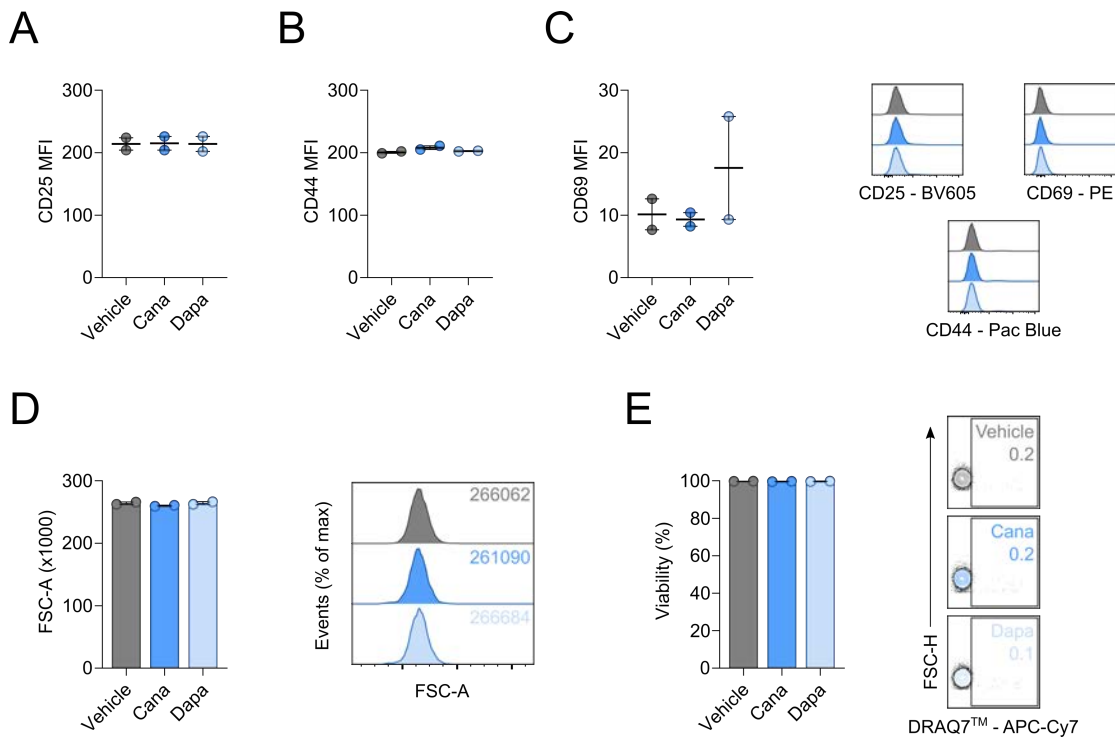 A
B
C
300
200
100
0
CD25 MFI
Vehicle
Cana
Dapa
300
200
100
0
CD44 MFI
Vehicle
Cana
Dapa
30
20
10
0
CD69 MFI
Vehicle
Cana
Dapa
CD25 - BV605
CD69 - PE
CD44 - Pac Blue
D
E
300
200
100
0
FSC-A (x1000)
Vehicle
Cana
Dapa
Events (% of max)
266062
261090
266684
FSC-A
100
80
60
40
20
0
Viability (%)
Vehicle
Cana
Dapa
FSC-H
Vehicle
0.2
Cana
0.2
Dapa
0.1
DRAQ7™ - APC-Cy7